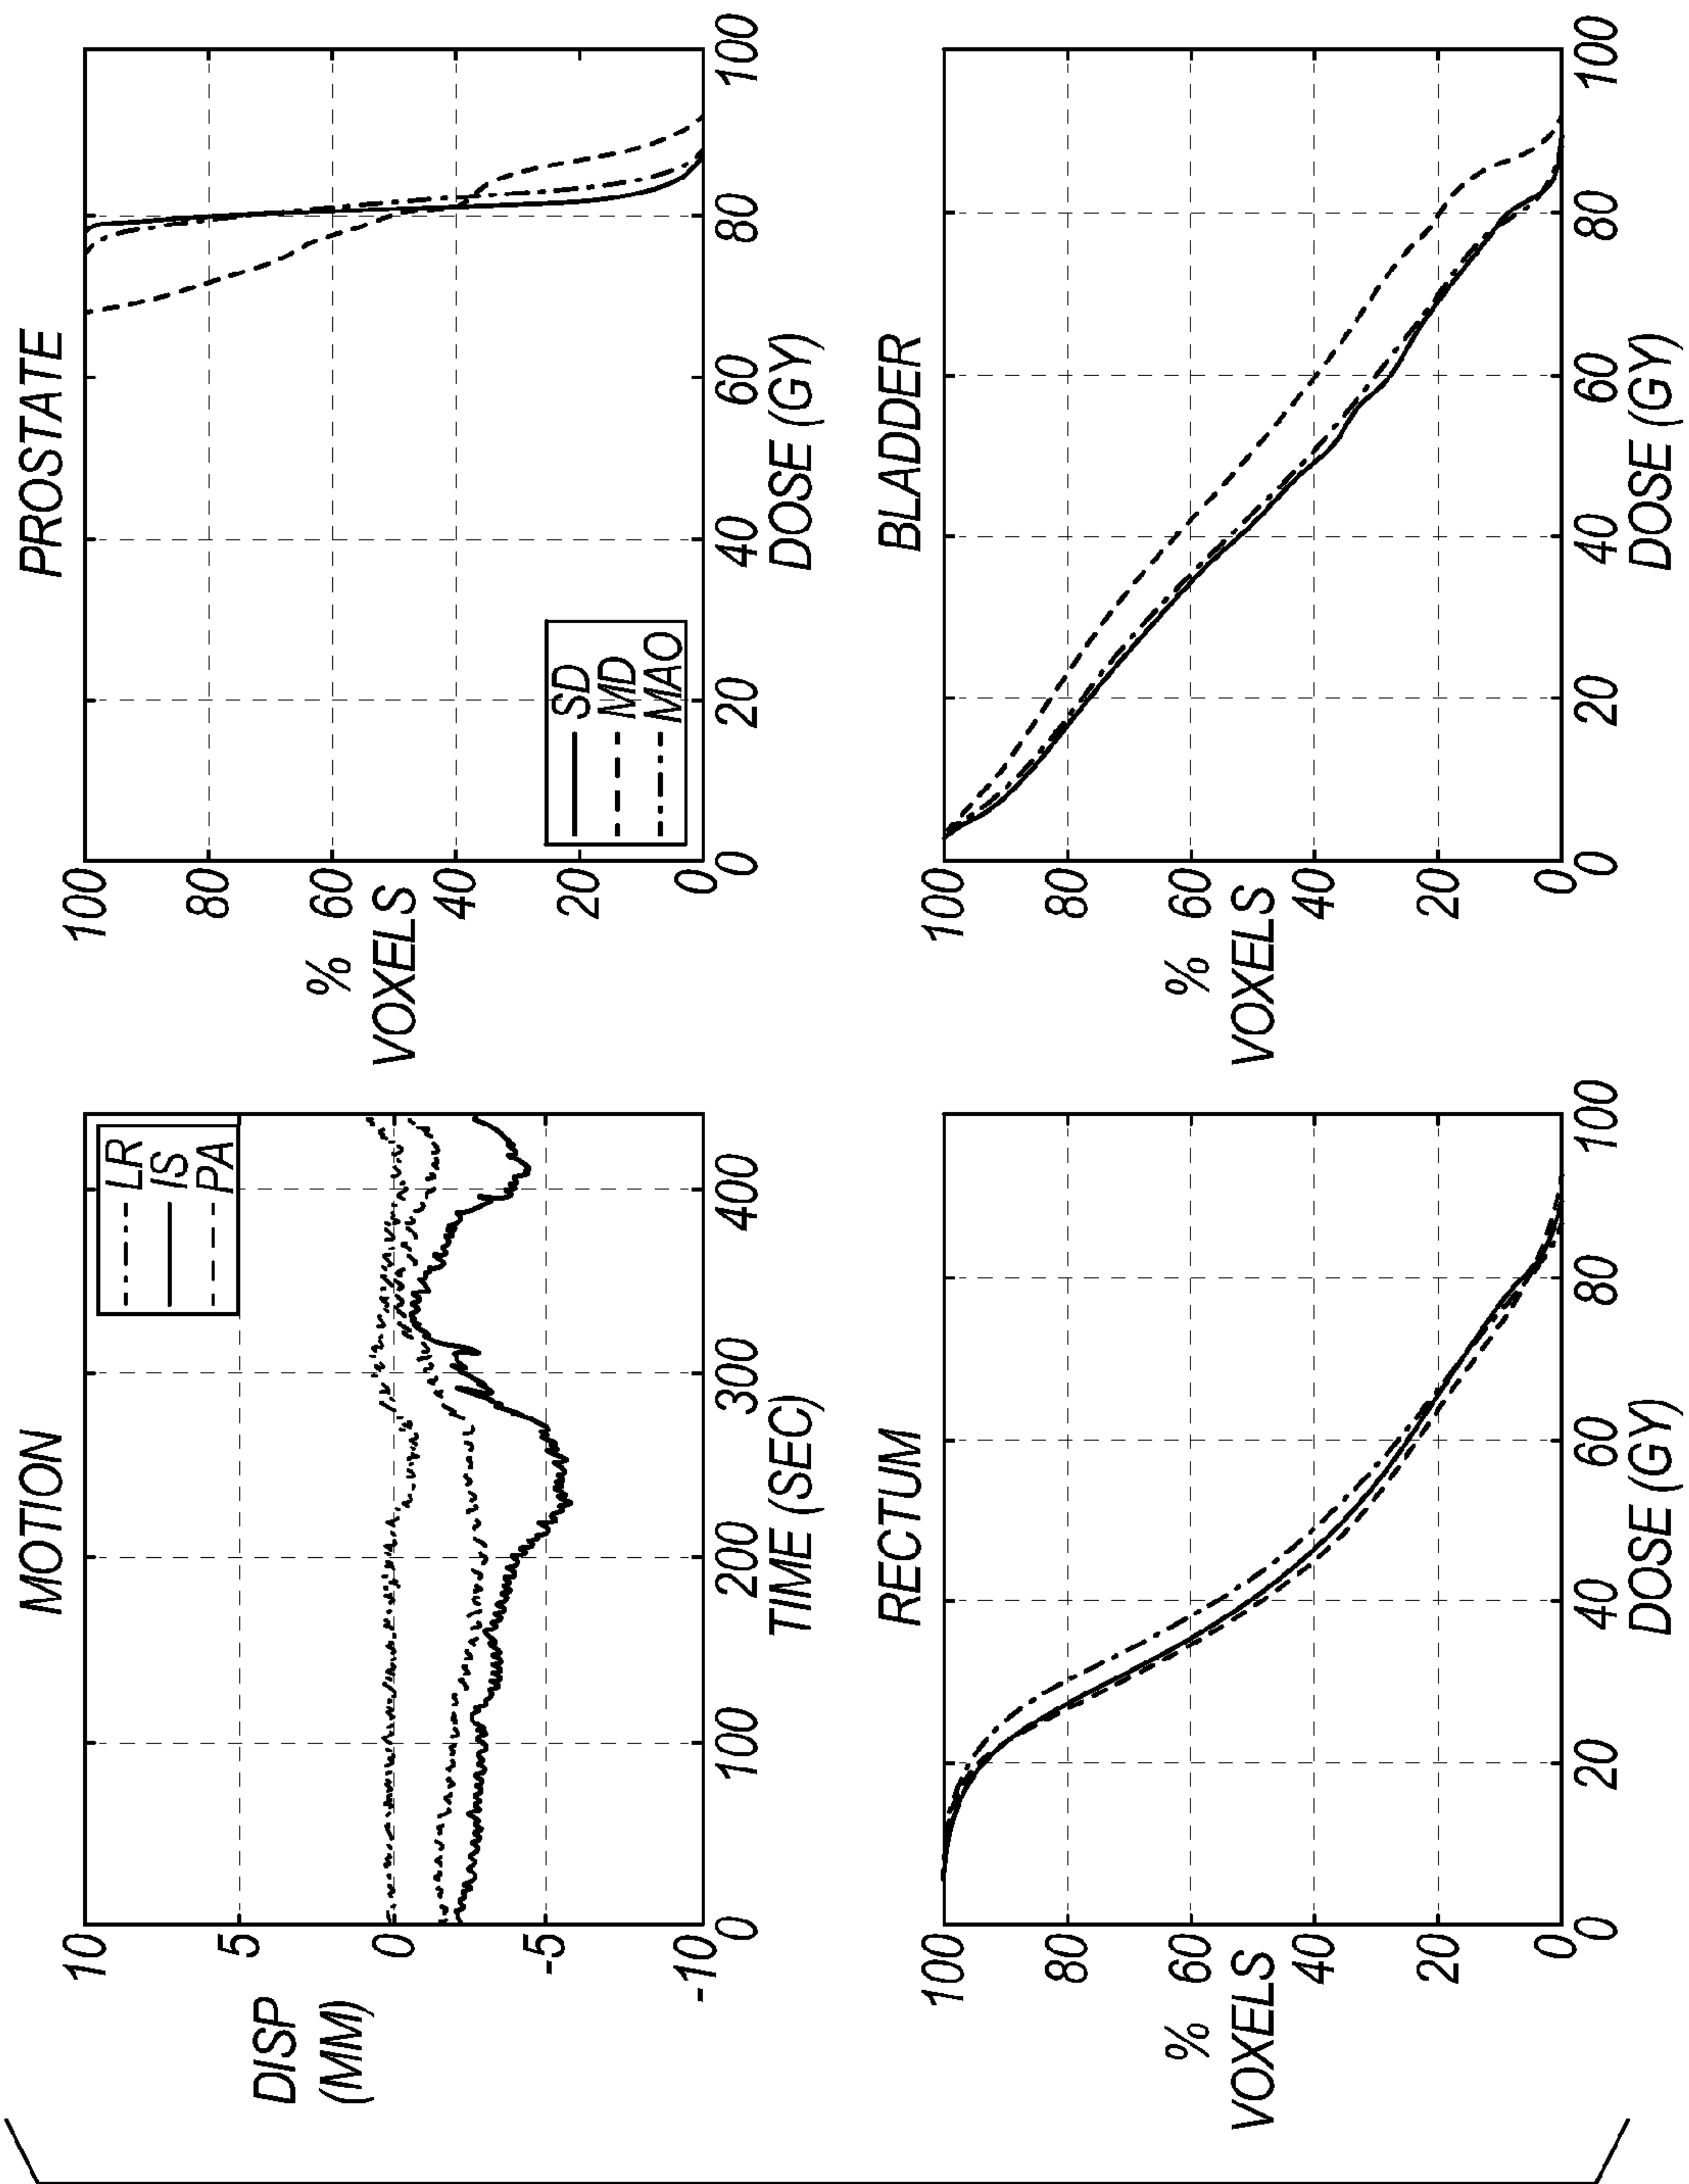 MOTION
10
5
0
-5
-10
DISP
(MM)
LR
IS
PA
0
100
200
300
400
TIME (SEC)
PROSTATE
100
80
60
40
20
0
%
VOXELS
SD
MD
MAO
0
20
40
60
80
100
DOSE (GY)
RECTUM
100
80
60
40
20
0
%
VOXELS
0
20
40
60
80
100
DOSE (GY)
BLADDER
100
80
60
40
20
0
%
VOXELS
0
20
40
60
80
100
DOSE (GY)